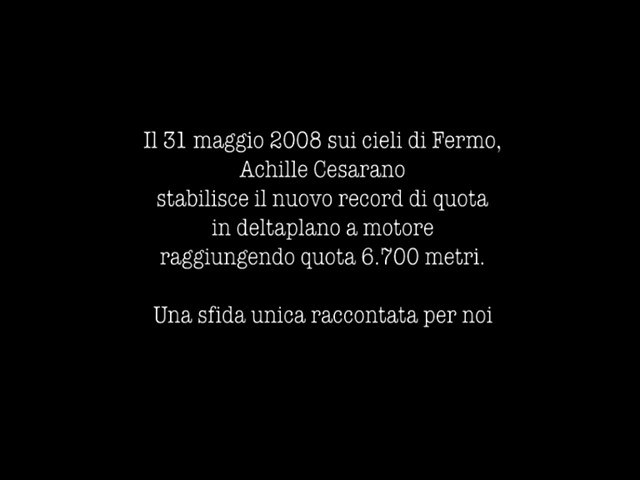 Il 31 maggio 2008 sui cieli di Fermo,
Achille Cesarano
stabilisce il nuovo record di quota
in deltaplano a motore
raggiungendo quota 6.700 metri.
Una sfida unica raccontata per noi